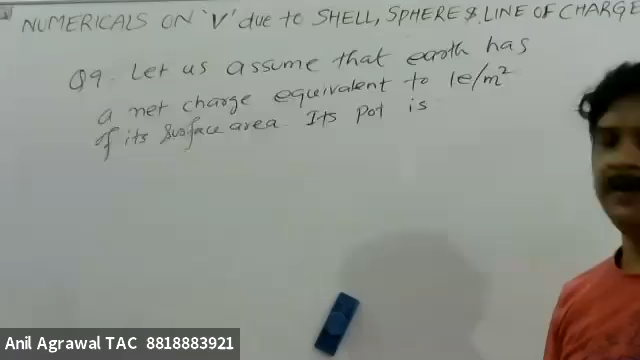 NUMERICALS ON 'V' due to SHELL, SPHERE & LINE OF CHARGE
Q9. Let us assume that earth has
a net charge equivalent to 1e/m²
of its surface area. Its pot is
Anil Agrawal TAC 8818883921